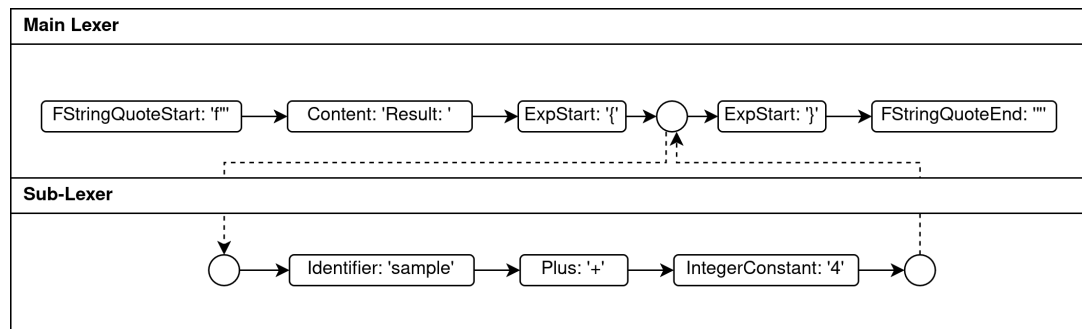 Main Lexer
FStringQuoteStart: 'f"'
Content: 'Result: '
ExpStart: '{'
ExpStart: '}'
FStringQuoteEnd: '"'
Sub-Lexer
Identifier: 'sample'
Plus: '+'
IntegerConstant: '4'